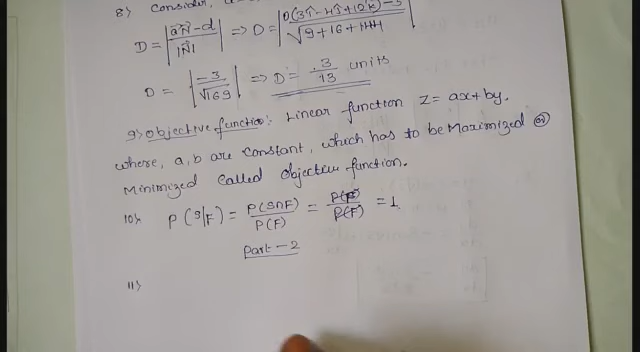 8) Consider,
D = |a⃗N⃗ - d / |N⃗|| => D = |0(3î - 4ĵ + 12k̂) - 3 / √9+16+144|
D = |-3 / √169| => D = 3/13 units
9) Objective function: Linear function Z = ax + by.
where, a, b are constant, which has to be Maximized (or)
Minimized called objective function.
10) P(S/F) = P(S∩F) / P(F) = P(F) / P(F) = 1
Part-2
11)